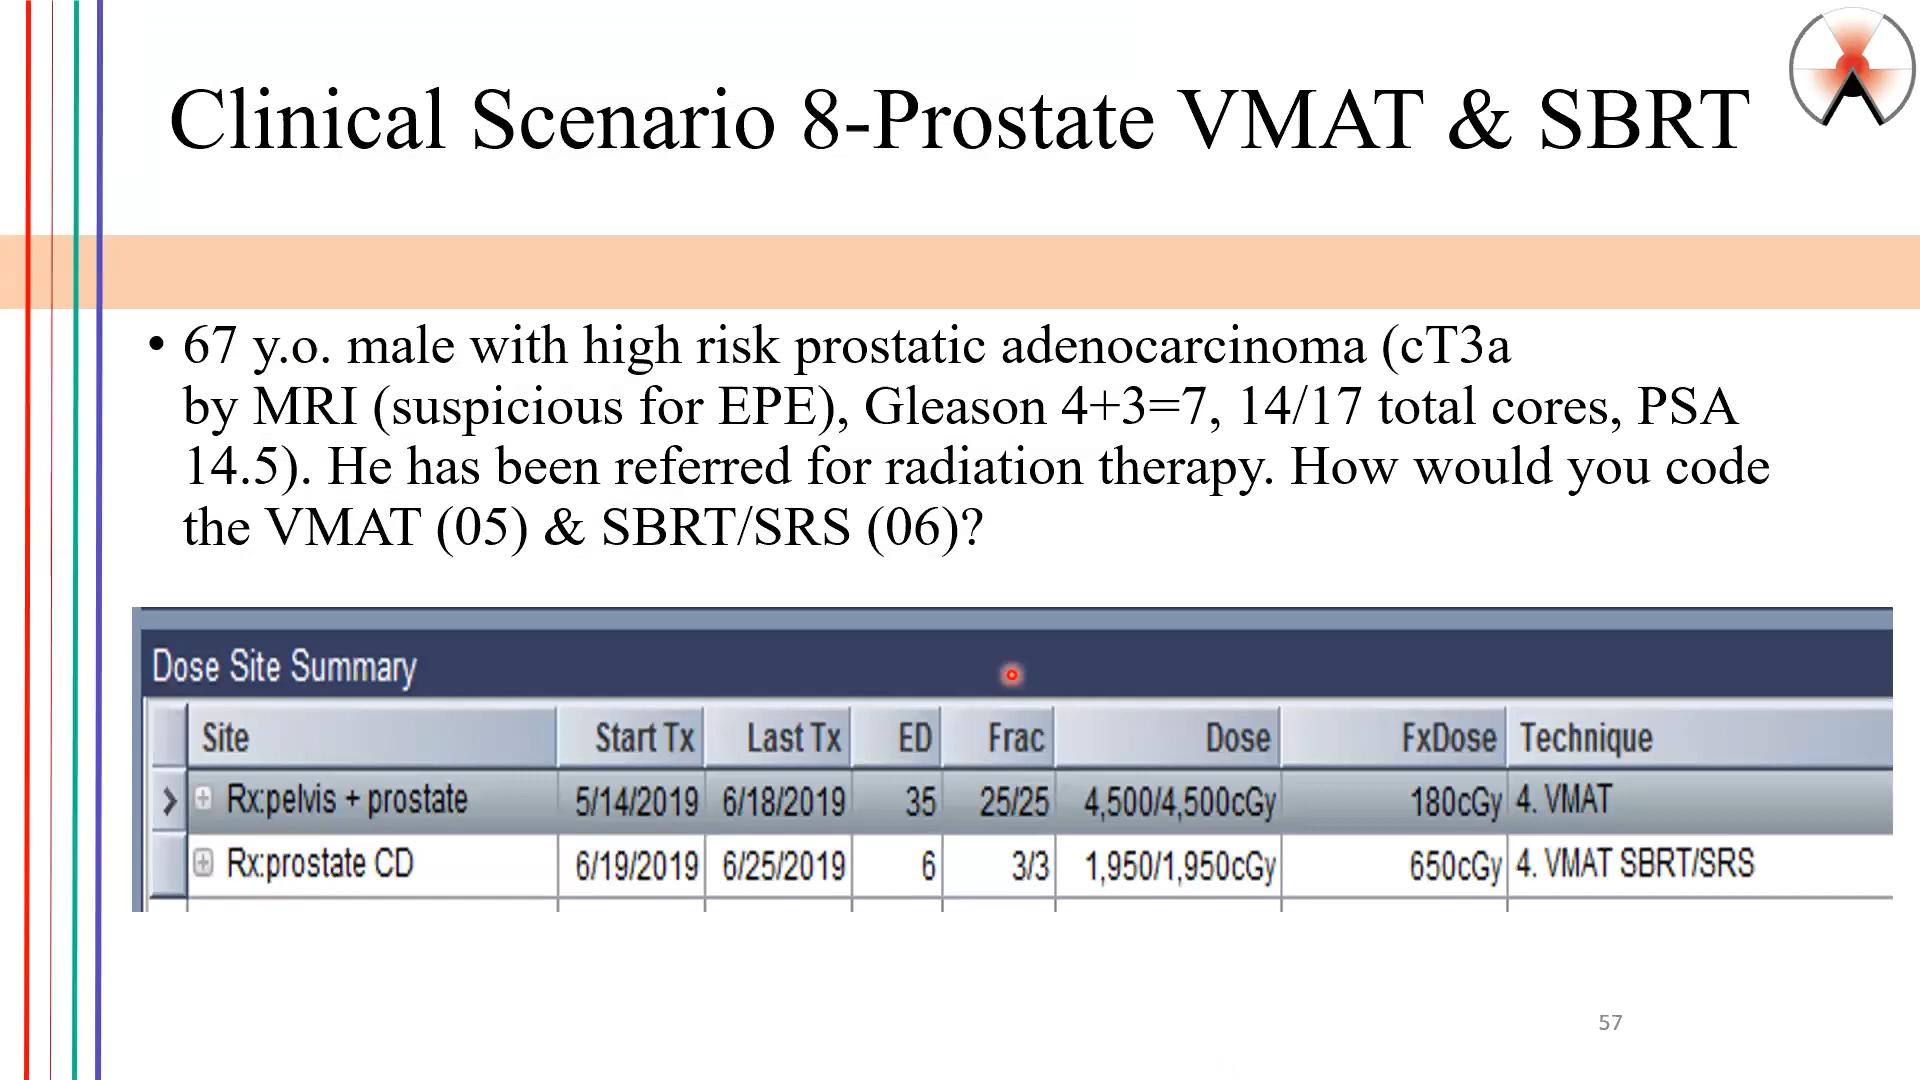 Clinical Scenario 8-Prostate VMAT & SBRT
• 67 y.o. male with high risk prostatic adenocarcinoma (cT3a
by MRI (suspicious for EPE), Gleason 4+3=7, 14/17 total cores, PSA
14.5). He has been referred for radiation therapy. How would you code
the VMAT (05) & SBRT/SRS (06)?
Dose Site Summary
Site Start Tx Last Tx ED Frac Dose FxDose Technique
Rx:pelvis + prostate 5/14/2019 6/18/2019 35 25/25 4,500/4,500cGy 180cGy 4. VMAT
Rx:prostate CD 6/19/2019 6/25/2019 6 3/3 1,950/1,950cGy 650cGy 4. VMAT SBRT/SRS
57